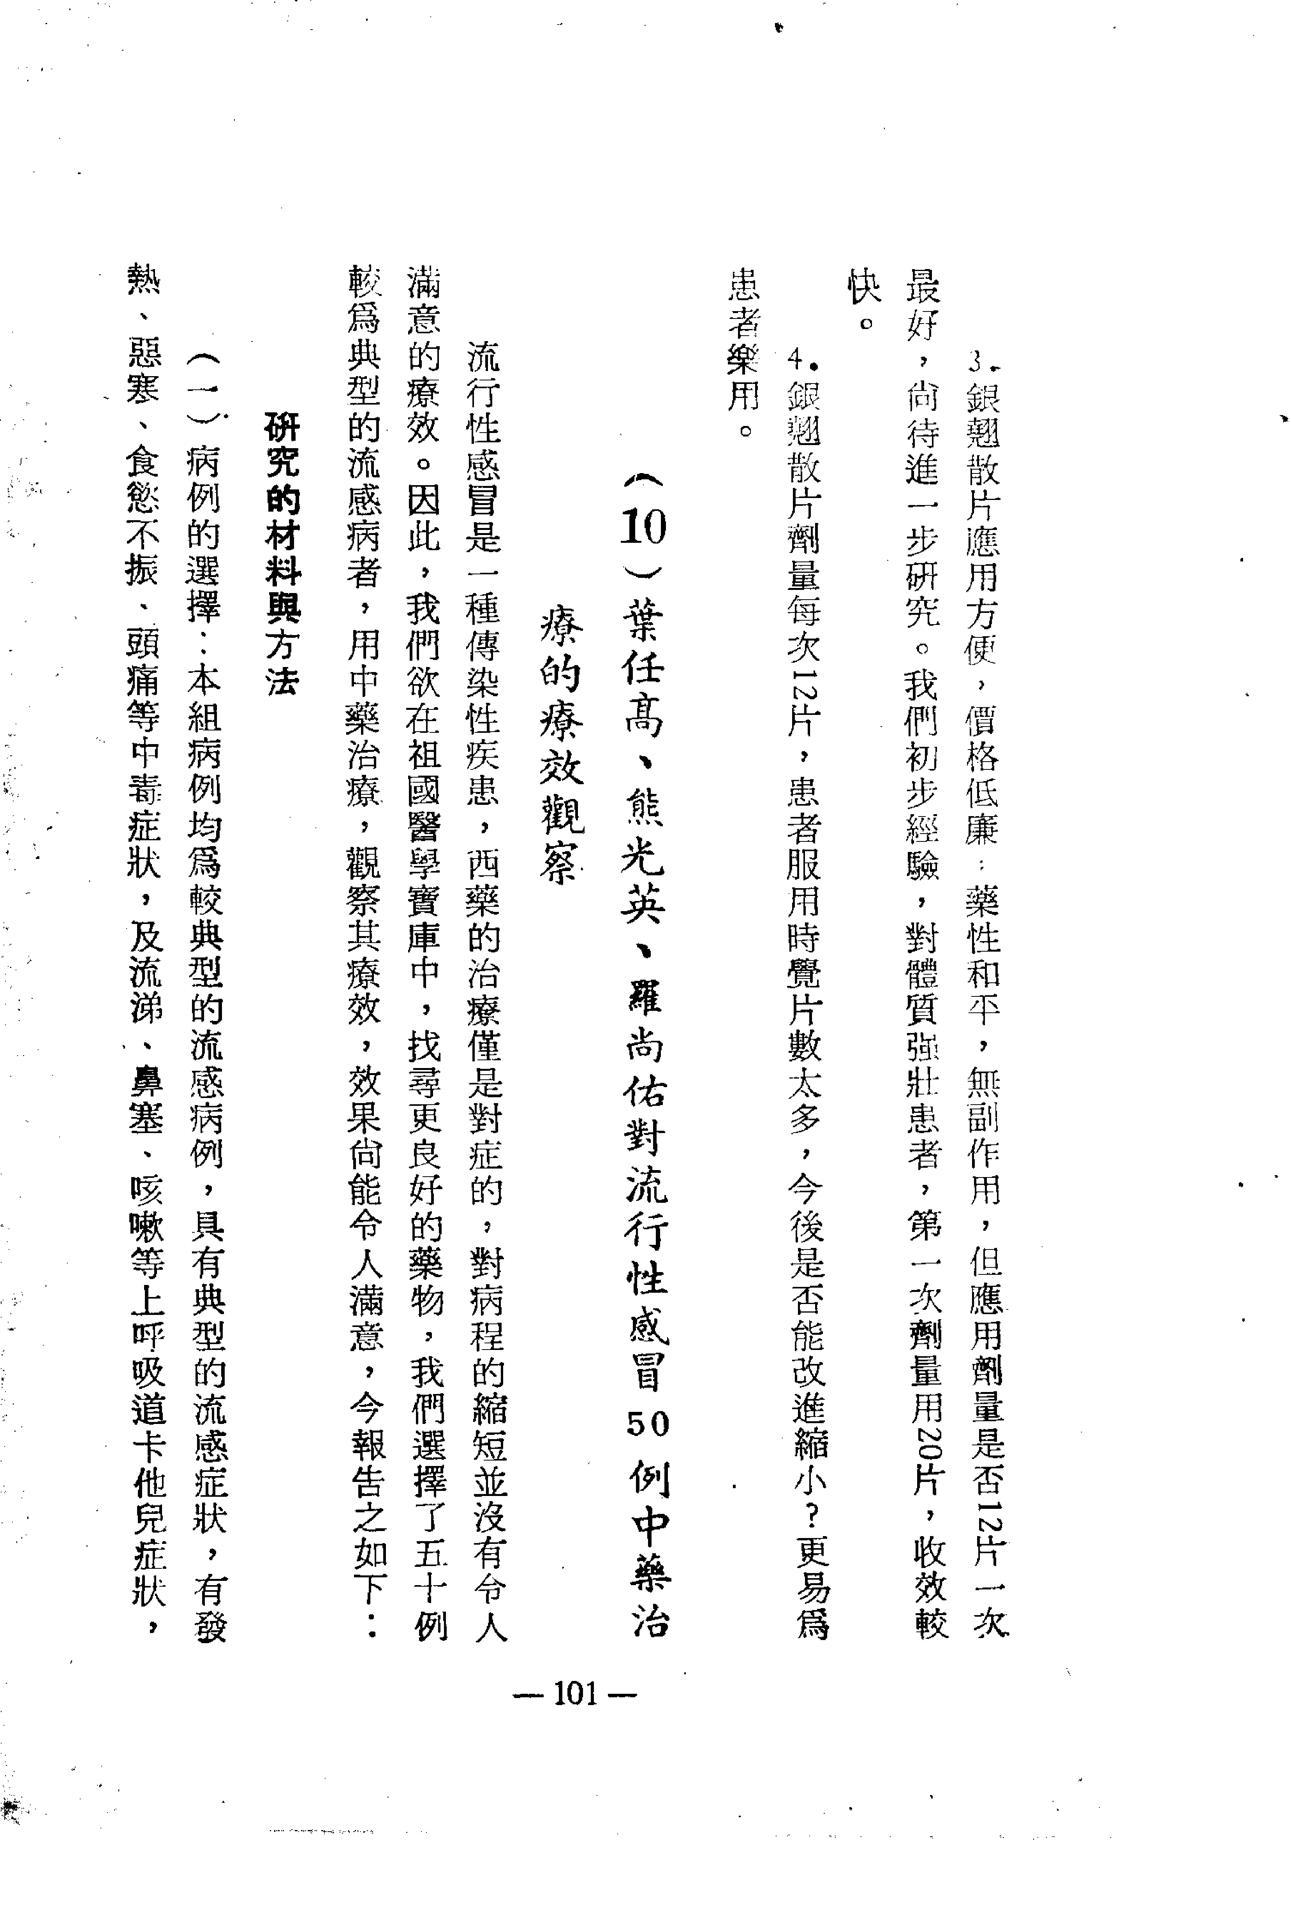 3.銀翹散片應用方便，價格低廉；藥性和平，無副作用，但應用劑量是否12片一次
最好，尚待進一步研究。我們初步經驗，對體質强壯患者，第一次劑量用20片，收效較
快。
4.銀翹散片劑量每次12片，患者服用時覺片數太多，今後是否能改進縮小？更易爲
患者樂用。
（10）葉任高、熊光英、羅尚佑對流行性感冒50例中藥治
療的療效觀察
流行性感冒是一種傳染性疾患，西藥的治療僅是對症的，對病程的縮短並沒有令人
滿意的療效。因此，我們欲在祖國醫學寶庫中，找尋更良好的藥物，我們選擇了五十例
較爲典型的流感病者，用中藥治療，觀察其療效，效果尚能令人滿意，今報告之如下：
研究的材料與方法
（一）病例的選擇：本組病例均爲較典型的流感病例，具有典型的流感症狀，有發
熱、惡寒、食慾不振、頭痛等中毒症狀，及流涕、鼻塞、咳嗽等上呼吸道卡他兒症狀，
—101—